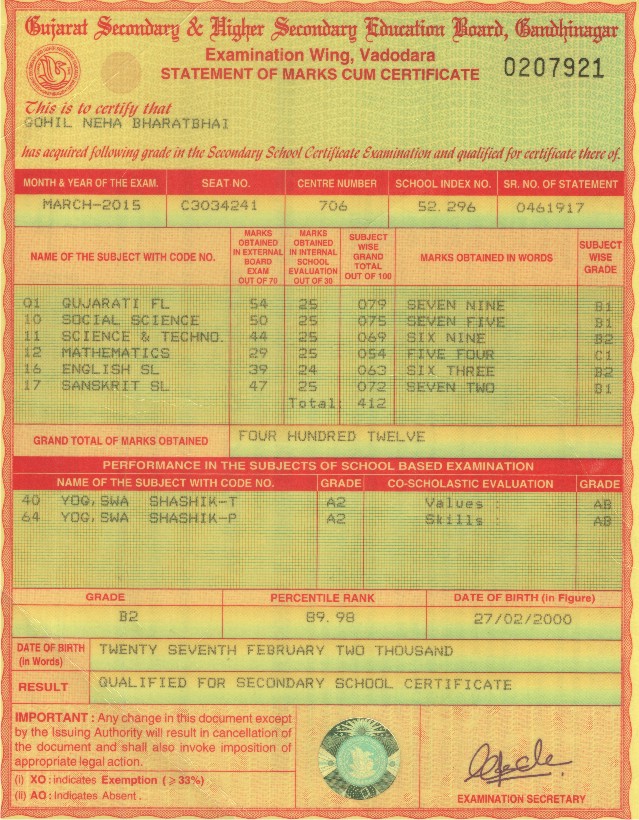 Gujarat Secondary & Higher Secondary Education Board, Gandhinagar
Examination Wing, Vadodara
STATEMENT OF MARKS CUM CERTIFICATE 0207921
This is to certify that
GOHIL NEHA BHARATBHAI
has acquired following grade in the Secondary School Certificate Examination and qualified for certificate there of.
MONTH & YEAR OF THE EXAM. SEAT NO. CENTRE NUMBER SCHOOL INDEX NO. SR. NO. OF STATEMENT
MARCH-2015 C3034241 706 52.296 0461917
NAME OF THE SUBJECT WITH CODE NO. MARKS OBTAINED IN EXTERNAL BOARD EXAM OUT OF 70 MARKS OBTAINED IN INTERNAL SCHOOL EVALUATION OUT OF 30 SUBJECT WISE GRAND TOTAL OUT OF 100 MARKS OBTAINED IN WORDS SUBJECT WISE GRADE
01 GUJARATI FL 54 25 079 SEVEN NINE B1
10 SOCIAL SCIENCE 50 25 075 SEVEN FIVE B1
11 SCIENCE & TECHNO. 44 25 069 SIX NINE B2
12 MATHEMATICS 29 25 054 FIVE FOUR C1
16 ENGLISH SL 39 24 063 SIX THREE B2
17 SANSKRIT SL 47 25 072 SEVEN TWO B1
Total: 412
GRAND TOTAL OF MARKS OBTAINED FOUR HUNDRED TWELVE
PERFORMANCE IN THE SUBJECTS OF SCHOOL BASED EXAMINATION
NAME OF THE SUBJECT WITH CODE NO. GRADE CO-SCHOLASTIC EVALUATION GRADE
40 YOG,SWA SHASHIK-T A2 Values : AB
64 YOG,SWA SHASHIK-P A2 Skills : AB
GRADE PERCENTILE RANK DATE OF BIRTH (in Figure)
B2 89.98 27/02/2000
DATE OF BIRTH (in Words) TWENTY SEVENTH FEBRUARY TWO THOUSAND
RESULT QUALIFIED FOR SECONDARY SCHOOL CERTIFICATE
IMPORTANT : Any change in this document except
by the Issuing Authority will result in cancellation of
the document and shall also invoke imposition of
appropriate legal action.
(i) XO : indicates Exemption ( > 33%)
(ii) AO : Indicates Absent .
EXAMINATION SECRETARY